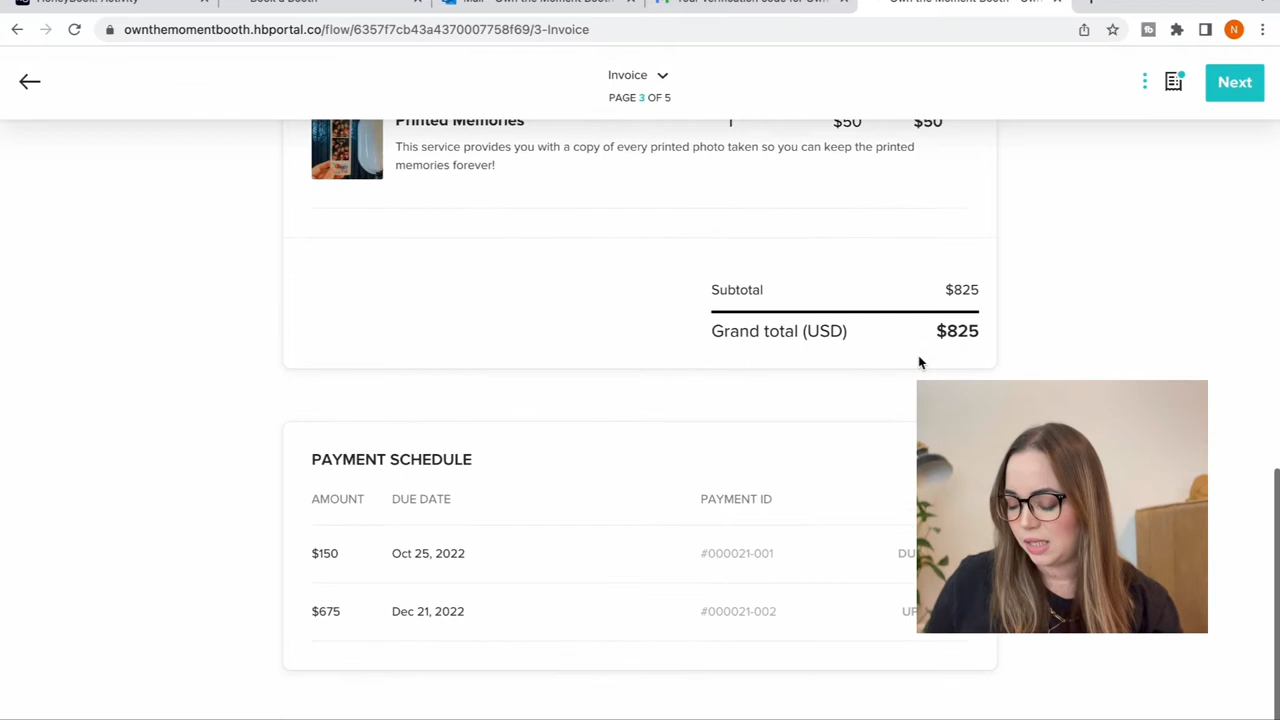 ownthemomentbooth.hbportal.co/flow/6357f7cb43a4370007758f69/3-Invoice
Invoice
PAGE 3 OF 5
Next
Printed Memories 1 $50 $50
This service provides you with a copy of every printed photo taken so you can keep the printed
memories forever!
Subtotal $825
Grand total (USD) $825
PAYMENT SCHEDULE
AMOUNT DUE DATE PAYMENT ID
$150 Oct 25, 2022 #000021-001
$675 Dec 21, 2022 #000021-002